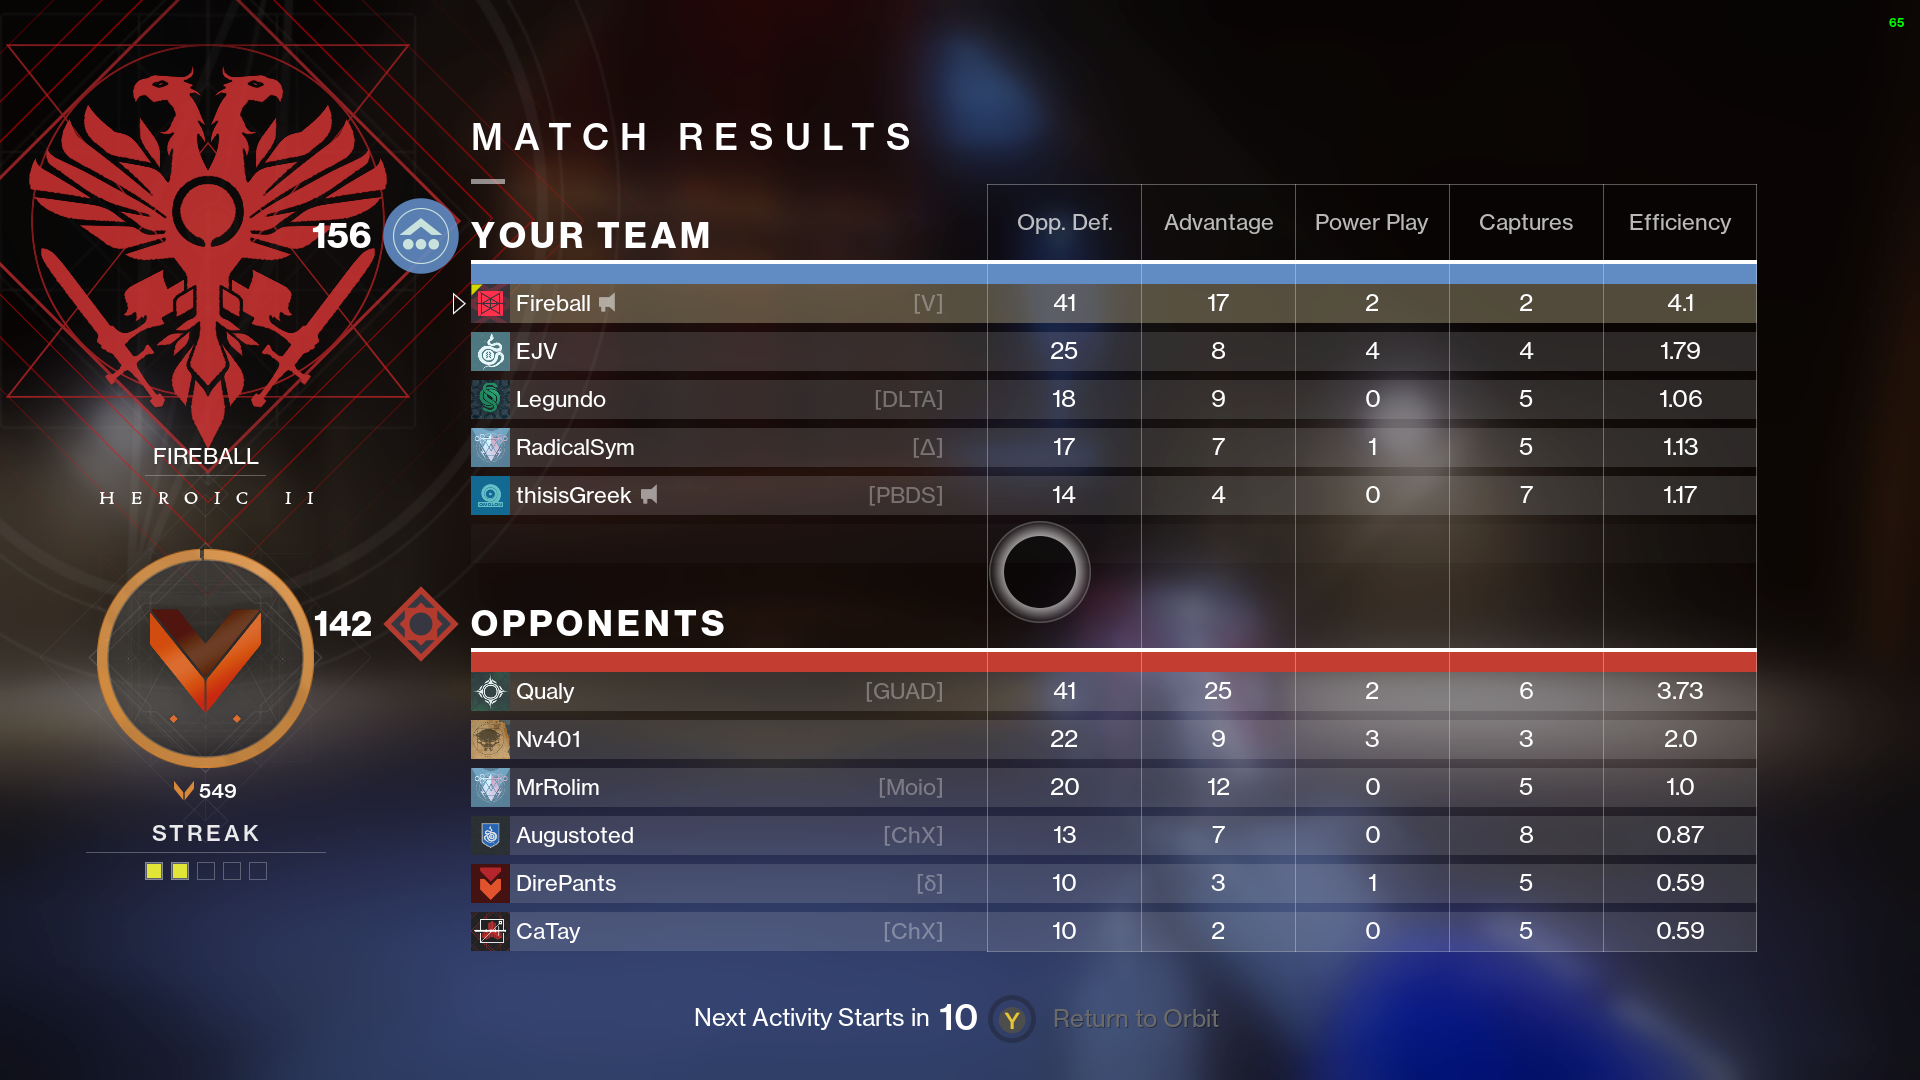 65
MATCH RESULTS
156 YOUR TEAM Opp. Def. Advantage Power Play Captures Efficiency
Fireball [V] 41 17 2 2 4.1
EJV 25 8 4 4 1.79
Legundo [DLTA] 18 9 0 5 1.06
RadicalSym [Δ] 17 7 1 5 1.13
thisisGreek [PBDS] 14 4 0 7 1.17
FIREBALL
HEROIC II
142 OPPONENTS
Qualy [GUAD] 41 25 2 6 3.73
Nv401 22 9 3 3 2.0
MrRolim [Moio] 20 12 0 5 1.0
Augustoted [ChX] 13 7 0 8 0.87
DirePants [δ] 10 3 1 5 0.59
CaTay [ChX] 10 2 0 5 0.59
549
STREAK
Next Activity Starts in 10 Y Return to Orbit